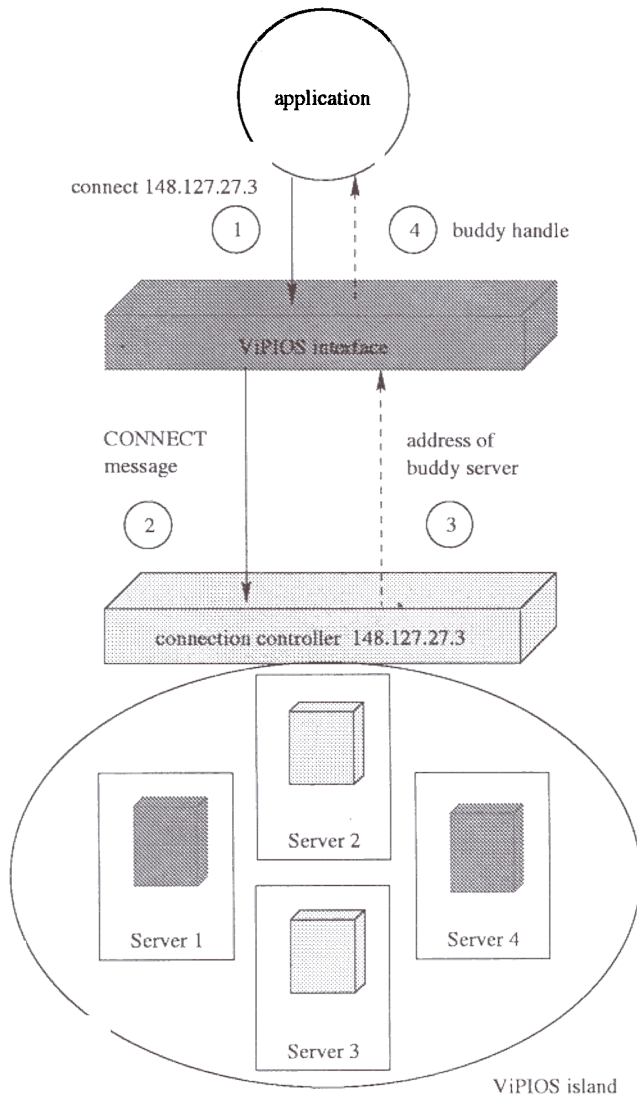 application
connect 148.127.27.3
1
4
buddy handle
ViPIOS interface
CONNECT
message
address of
buddy server
2
3
connection controller 148.127.27.3
Server 2
Server 1
Server 4
Server 3
ViPIOS island